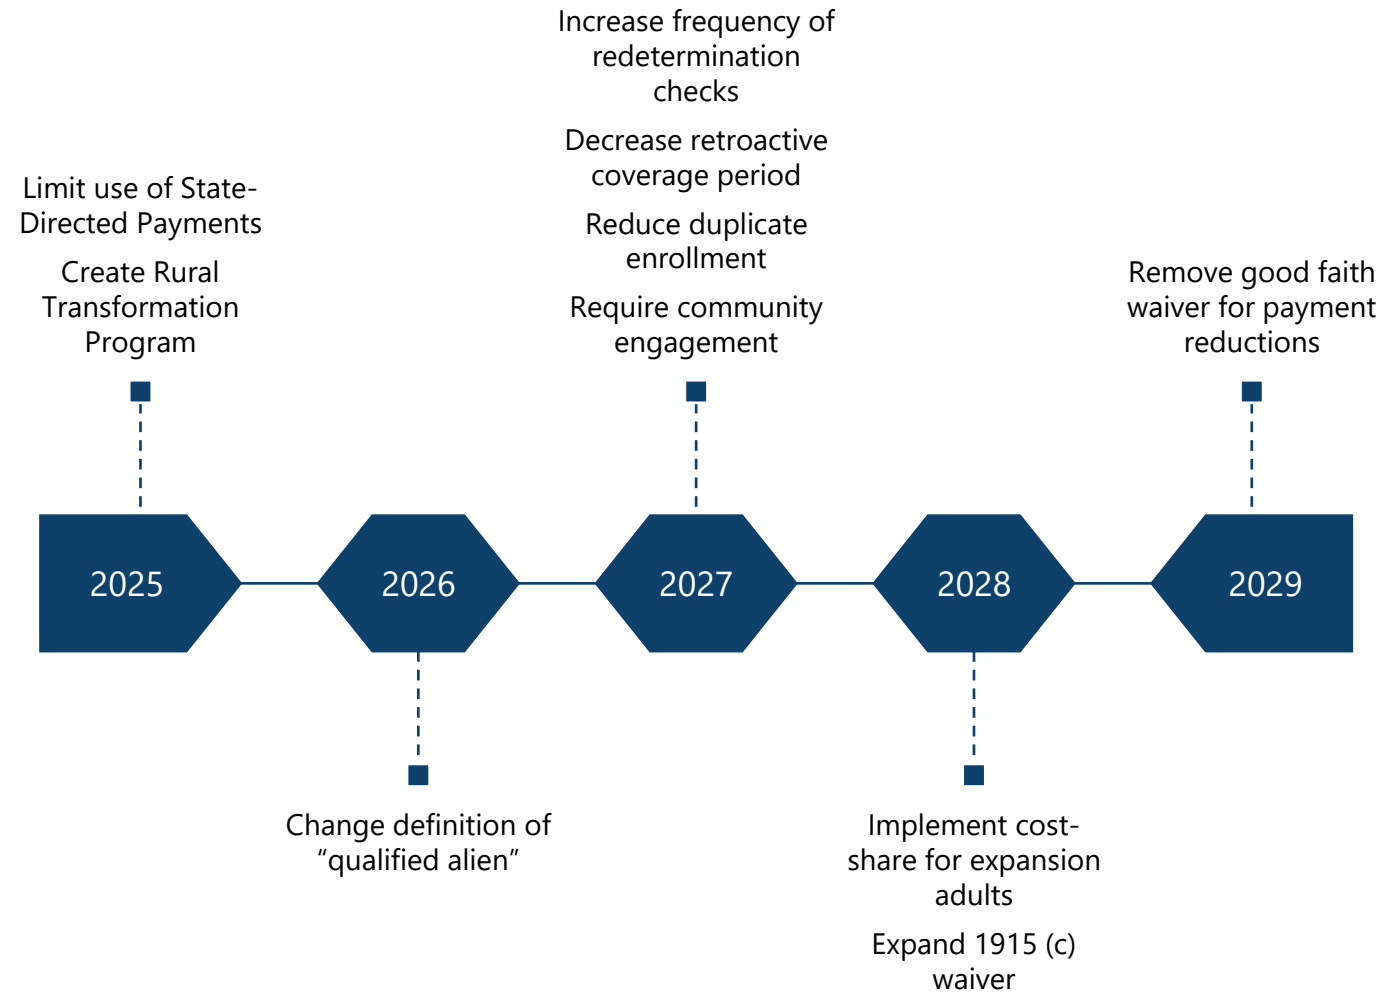 Increase frequency of
redetermination
checks
Decrease retroactive
coverage period
Reduce duplicate
enrollment
Require community
engagement
Limit use of State-
Directed Payments
Create Rural
Transformation
Program
Remove good faith
waiver for payment
reductions
2025
2026
2027
2028
2029
Change definition of
“qualified alien”
Implement cost-
share for expansion
adults
Expand 1915 (c)
waiver